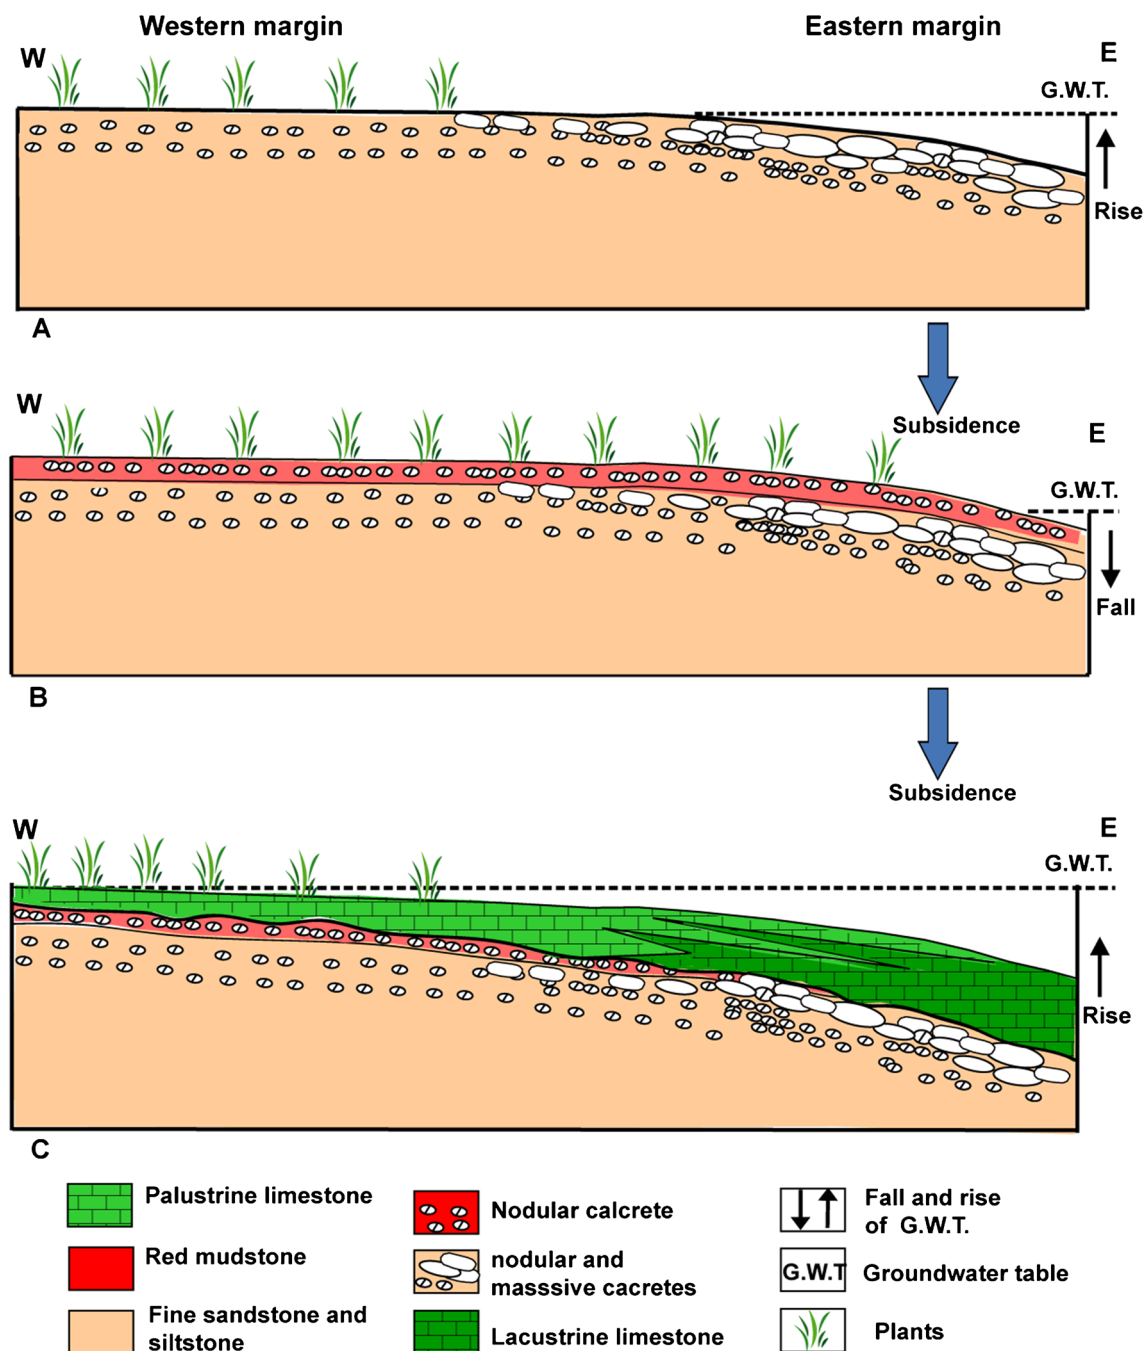 Western margin
Eastern margin
W
E
G.W.T.
Rise
A
Subsidence
W
E
G.W.T.
Fall
B
Subsidence
W
E
G.W.T.
Rise
C
Palustrine limestone
Red mudstone
Fine sandstone and
siltstone
Nodular calcrete
nodular and
masssive cacretes
Lacustrine limestone
Fall and rise
of G.W.T.
G.W.T
Groundwater table
Plants